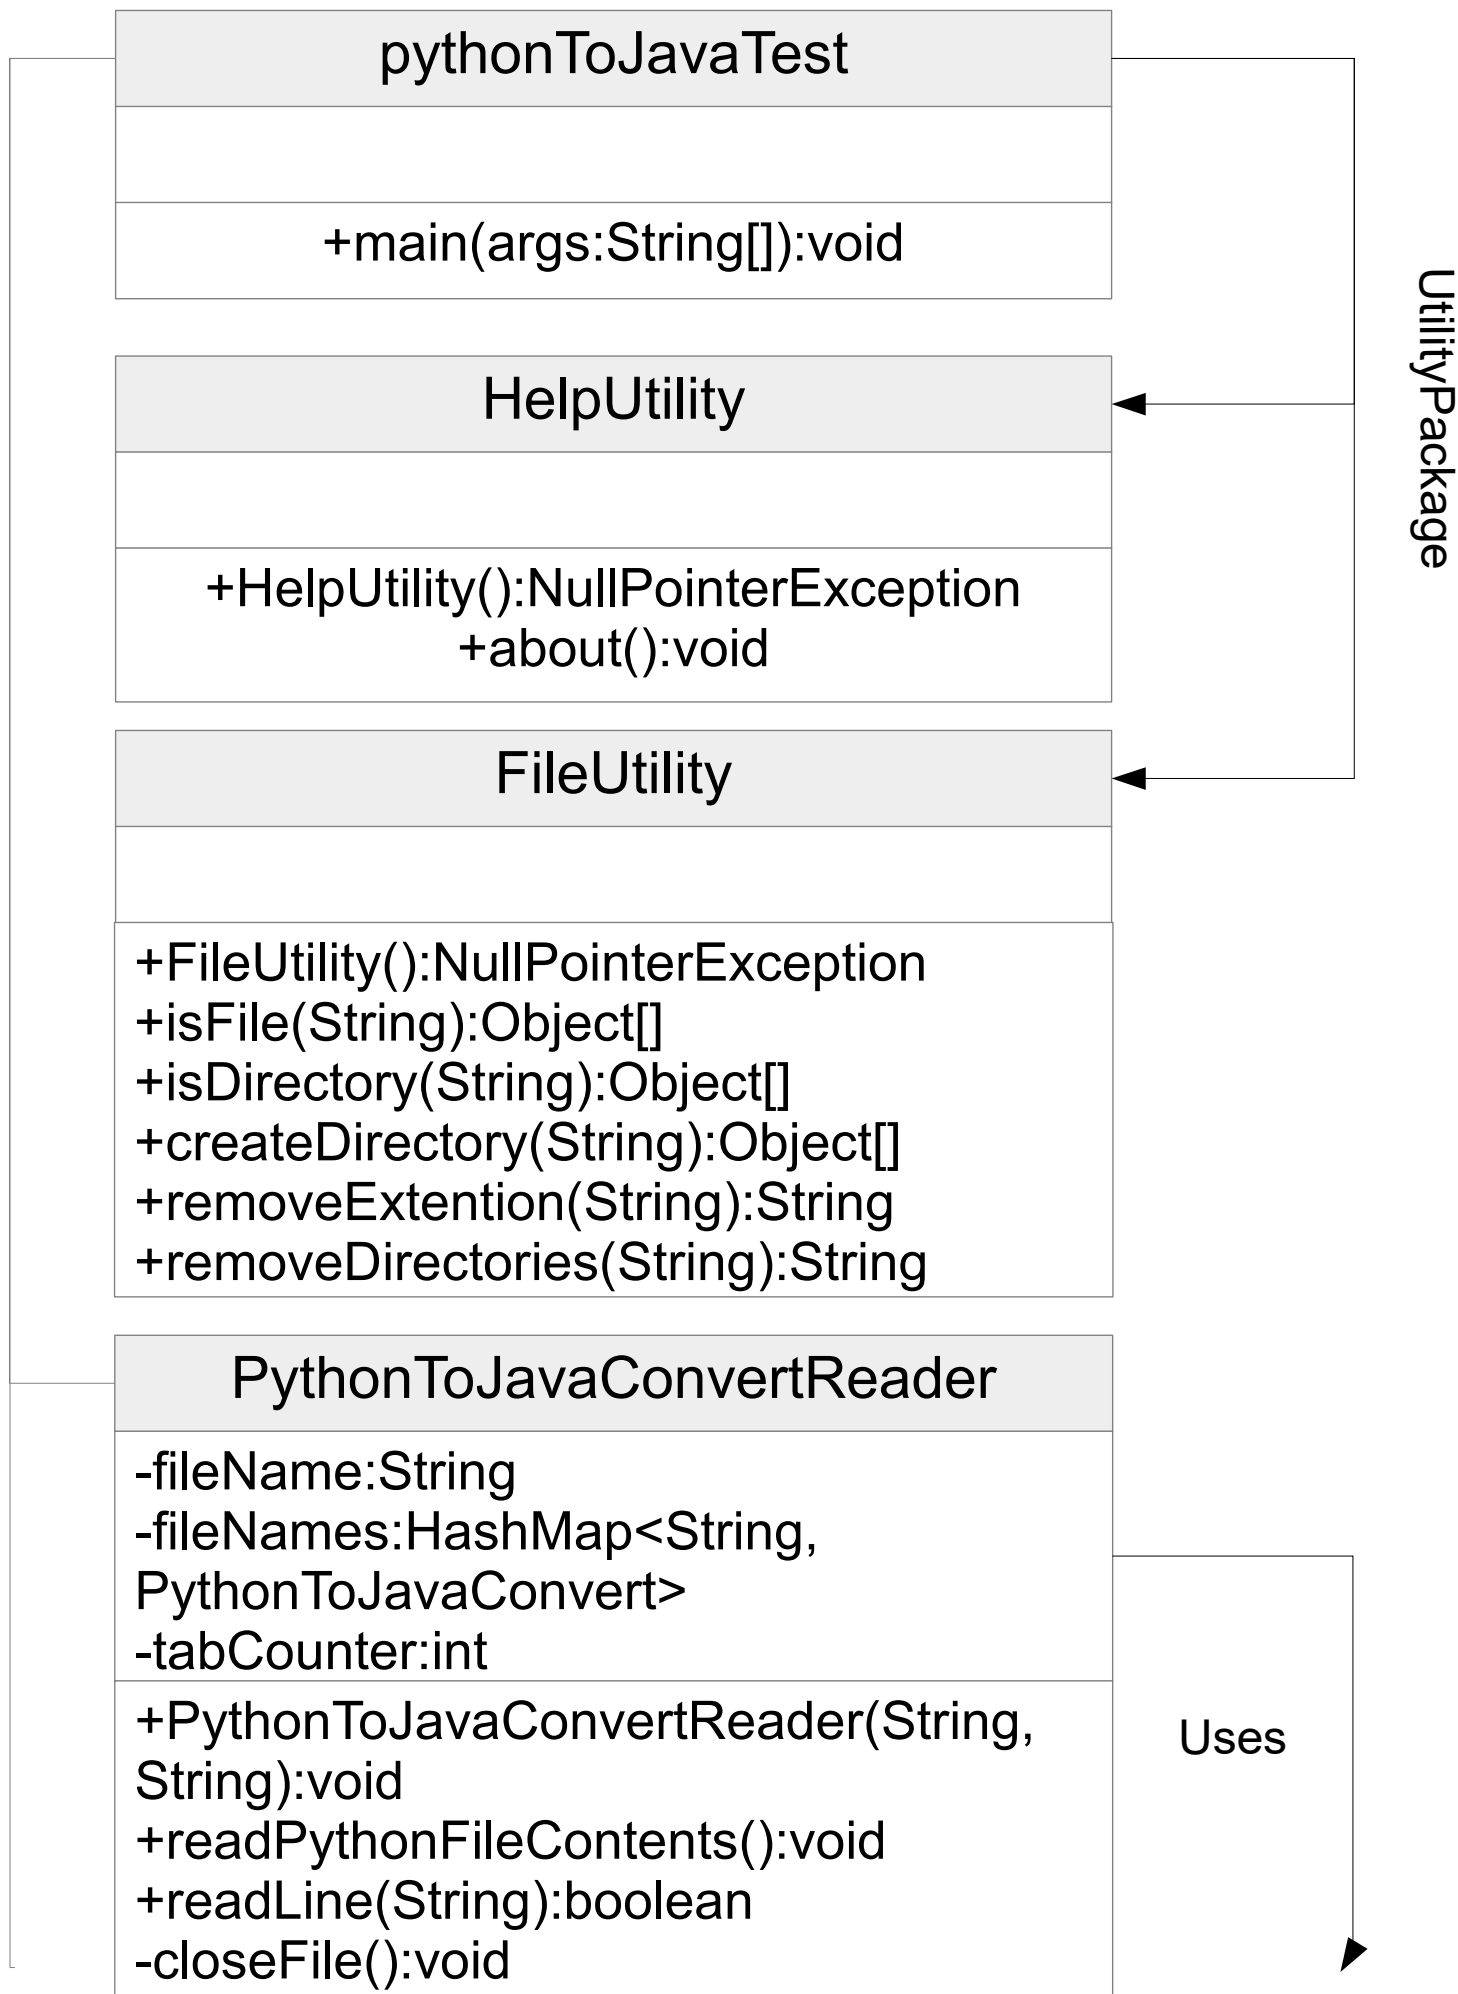 pythonToJavaTest
+main(args:String[]):void
UtilityPackage
HelpUtility
+HelpUtility():NullPointerException
+about():void
FileUtility
+FileUtility():NullPointerException
+isFile(String):Object[]
+isDirectory(String):Object[]
+createDirectory(String):Object[]
+removeExtention(String):String
+removeDirectories(String):String
PythonToJavaConvertReader
-fileName:String
-fileNames:HashMap<String,
PythonToJavaConvert>
-tabCounter:int
+PythonToJavaConvertReader(String,
String):void
+readPythonFileContents():void
+readLine(String):boolean
-closeFile():void
Uses